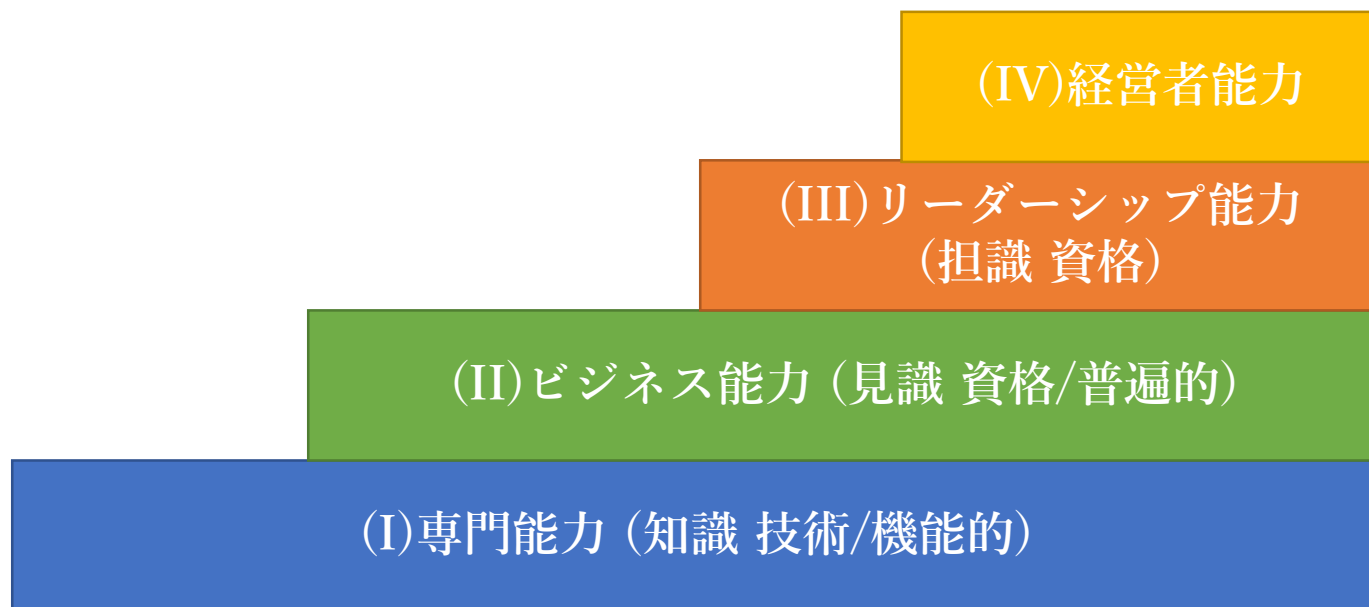 (IV)経営者能力
(III)リーダーシップ能力
(担識 資格)
(II)ビジネス能力 (見識 資格/普遍的)
(I)専門能力 (知識 技術/機能的)